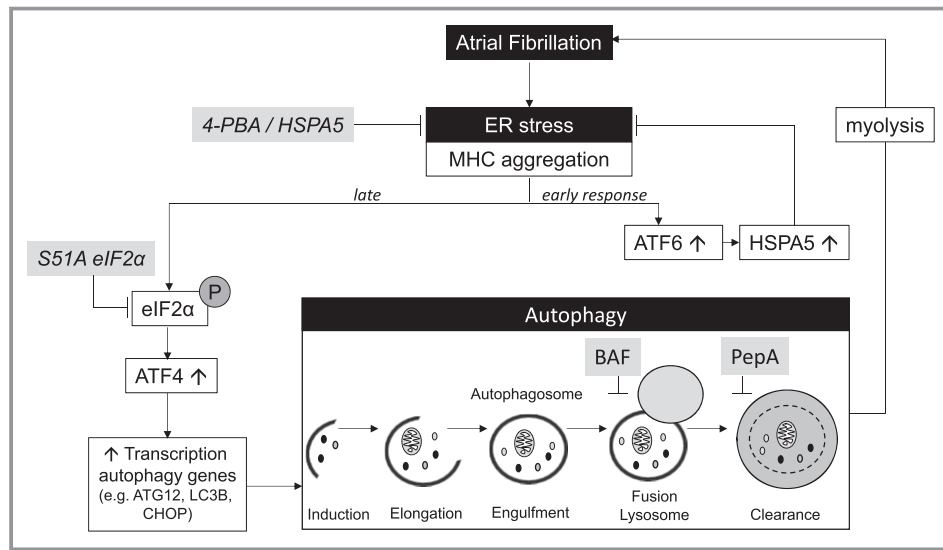 Atrial Fibrillation
4-PBA / HSPA5
ER stress
MHC aggregation
myolysis
late
early response
ATF6 ↑
HSPA5 ↑
S51A eIF2α
eIF2α
P
ATF4 ↑
↑ Transcription
autophagy genes
(e.g. ATG12, LC3B,
CHOP)
Autophagy
BAF
PepA
Autophagosome
Induction
Elongation
Engulfment
Fusion
Lysosome
Clearance